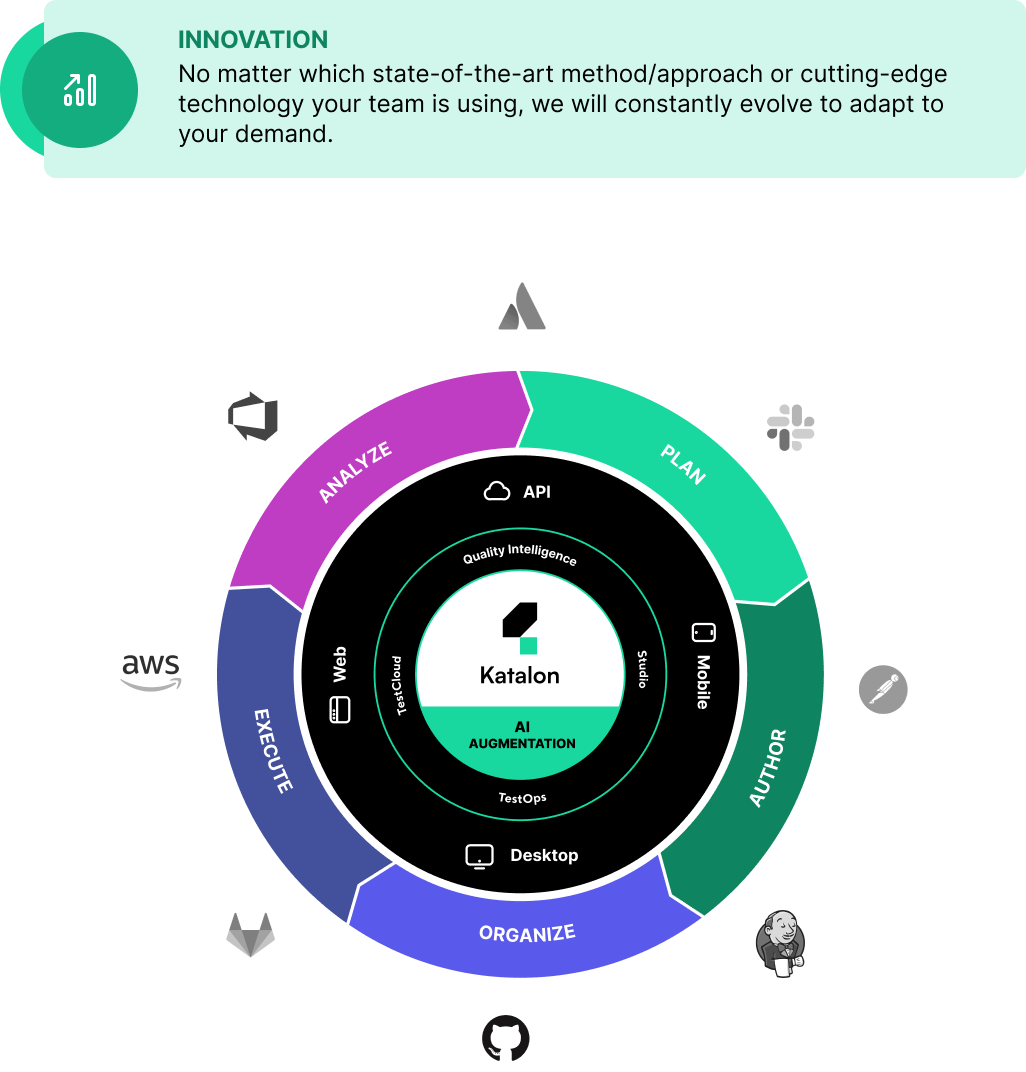 INNOVATION
No matter which state-of-the-art method/approach or cutting-edge
technology your team is using, we will constantly evolve to adapt to
your demand.
ANALYZE
PLAN
API
Quality Intelligence
Web
TestCloud
Katalon
Studio
Mobile
aws
AI
AUGMENTATION
EXECUTE
AUTHOR
TestOps
Desktop
ORGANIZE